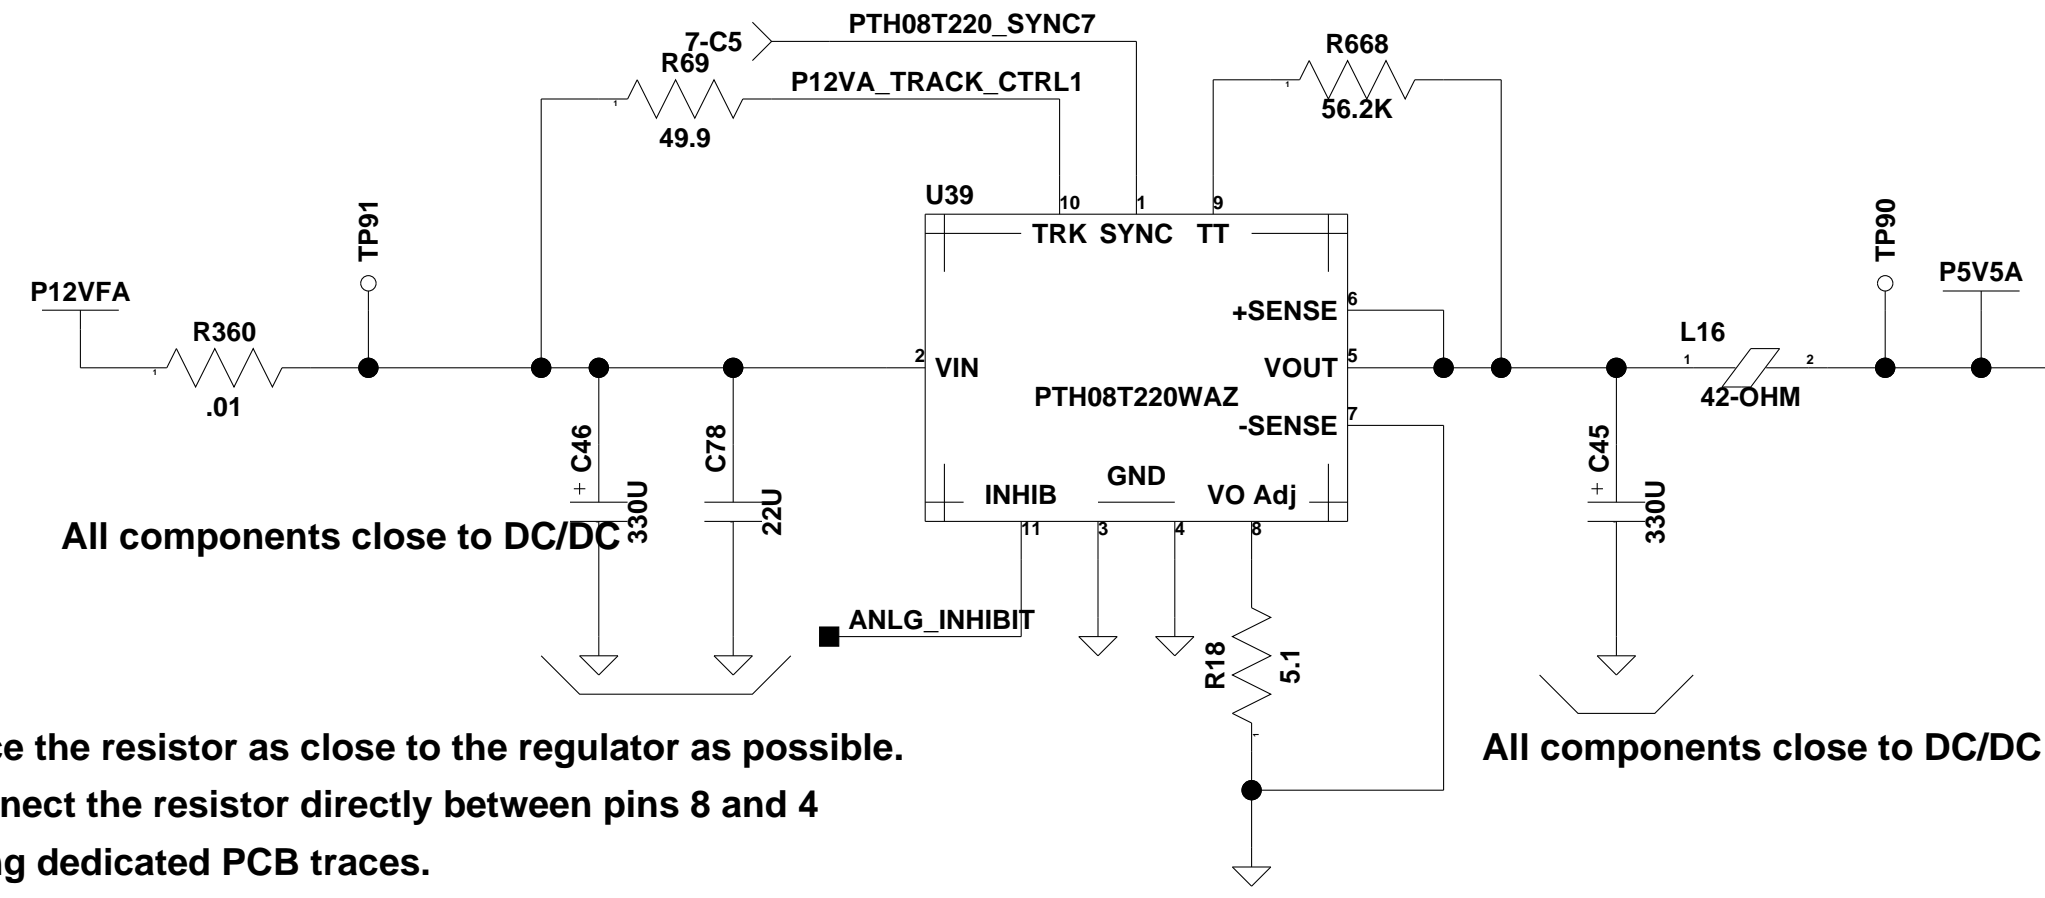 PTH08T220_SYNC7
7-C5
R69
P12VA_TRACK_CTRL1
1
49.9
R668
1
56.2K
U39
10
1
9
TRK SYNC TT
TP91
TP90
P12VFA
P5V5A
R360
1
.01
2
VIN
+SENSE
6
VOUT
5
PTH08T220WAZ
-SENSE
7
L16
1
2
42-OHM
+ C46
330U
C78
22U
+ C45
330U
INHIB
GND
VO Adj
11
3
4
8
All components close to DC/DC
ANLG_INHIBIT
R18
5.1
1
ce the resistor as close to the regulator as possible.
nect the resistor directly between pins 8 and 4
ng dedicated PCB traces.
All components close to DC/DC